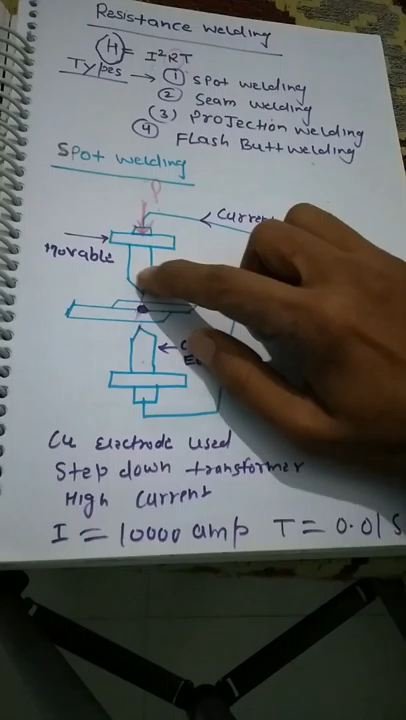 Resistance welding
H = I²RT
Types → ① Spot welding
② Seam welding
(3) Projection welding
④ Flash Butt welding
Spot welding
P
Movable
Cu Electrode used
Step down transformer
High Current
I = 10000 amp T = 0.01 S